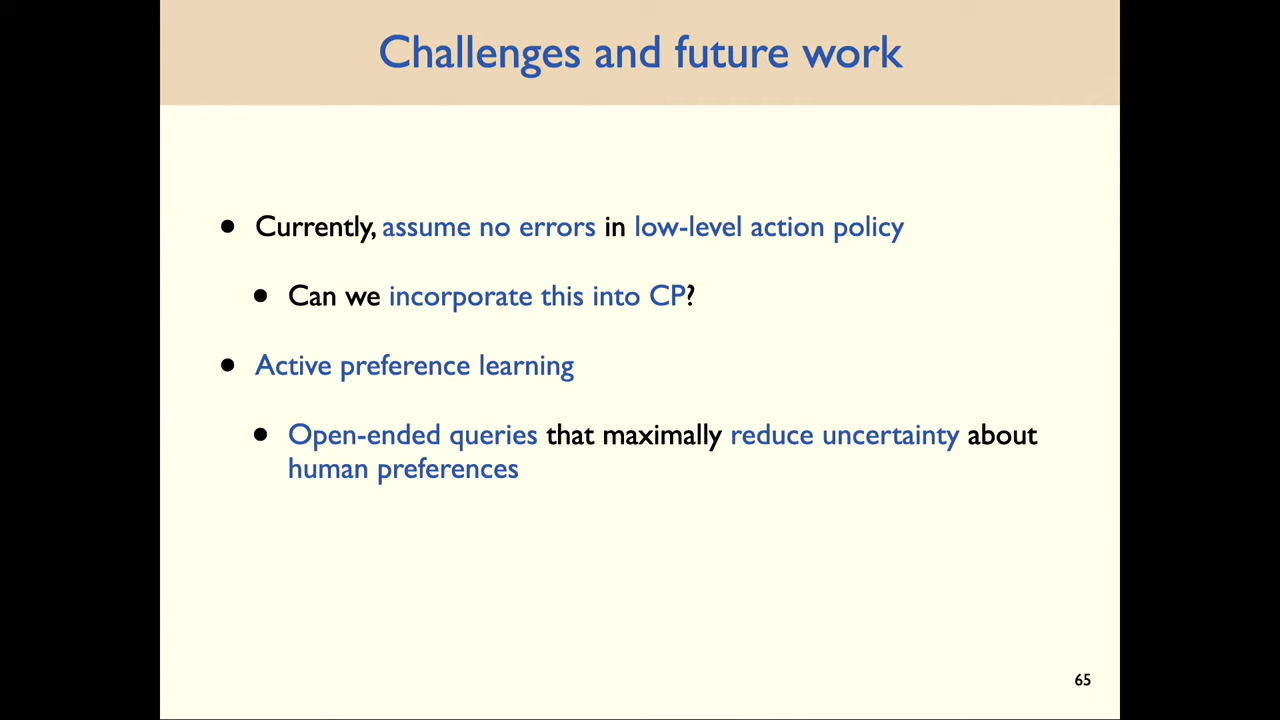 Challenges and future work
• Currently, assume no errors in low-level action policy
• Can we incorporate this into CP?
• Active preference learning
• Open-ended queries that maximally reduce uncertainty about
human preferences
65